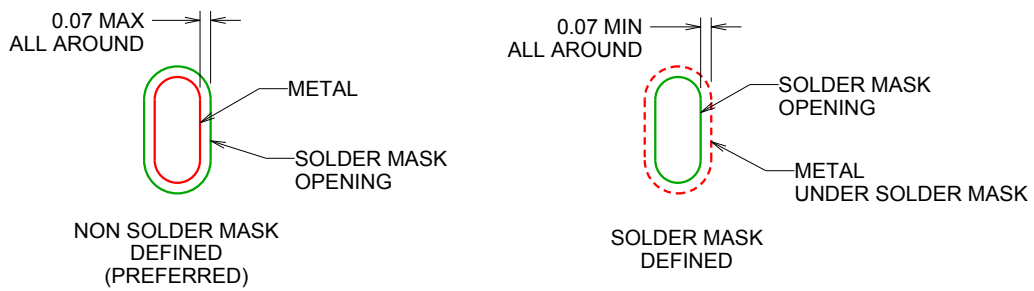 0.07 MAX
ALL AROUND
METAL
SOLDER MASK
OPENING
NON SOLDER MASK
DEFINED
(PREFERRED)
0.07 MIN
ALL AROUND
SOLDER MASK
OPENING
METAL
UNDER SOLDER MASK
SOLDER MASK
DEFINED